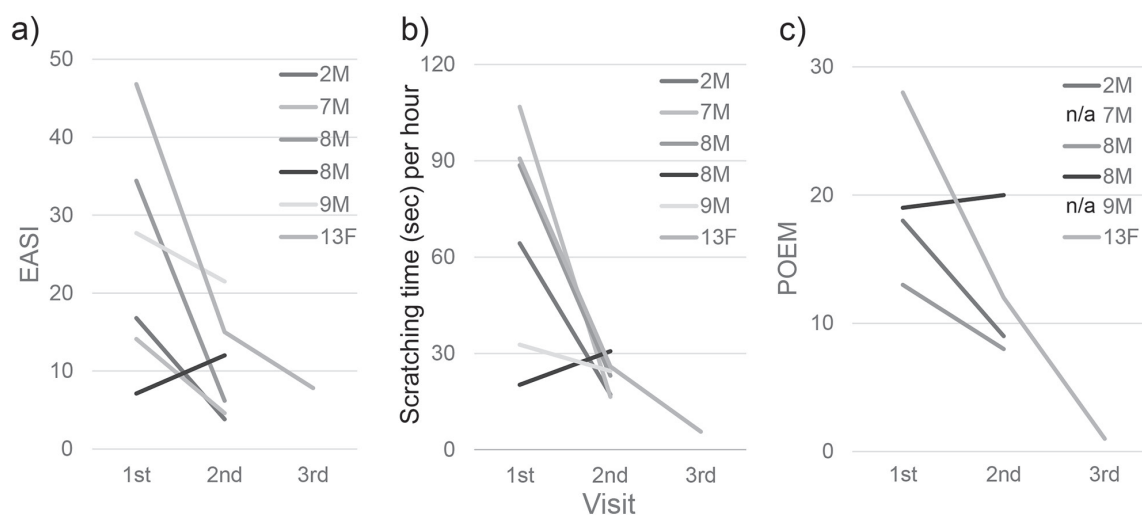 a)
EASI
50
40
30
20
10
0
1st 2nd 3rd
2M
7M
8M
8M
9M
13F
b)
Scratching time (sec) per hour
120
90
60
30
0
1st 2nd 3rd
Visit
2M
7M
8M
8M
9M
13F
c)
POEM
30
20
10
0
1st 2nd 3rd
2M
n/a 7M
8M
8M
n/a 9M
13F